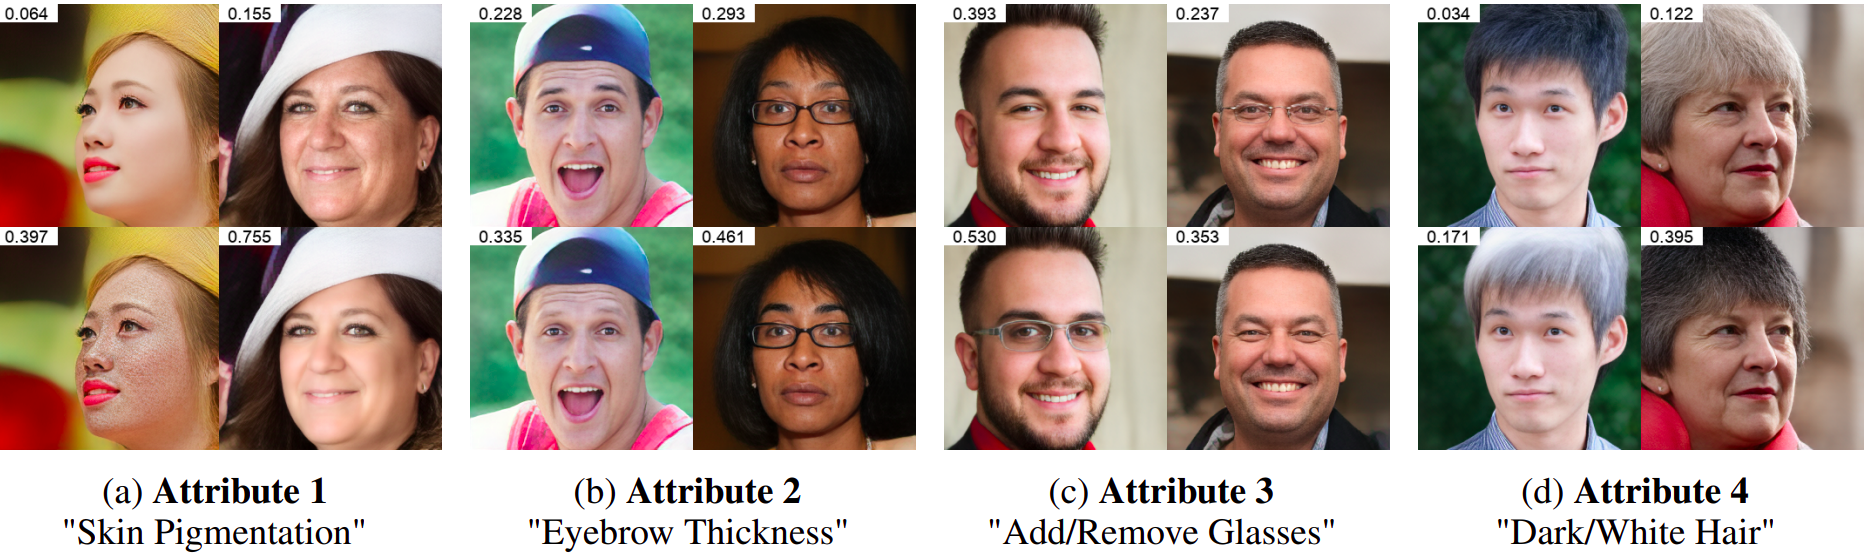 0.064 0.155 0.228 0.293 0.393 0.237 0.034 0.122
0.397 0.755 0.335 0.461 0.530 0.353 0.171 0.395
(a) Attribute 1 (b) Attribute 2 (c) Attribute 3 (d) Attribute 4
"Skin Pigmentation" "Eyebrow Thickness" "Add/Remove Glasses" "Dark/White Hair"